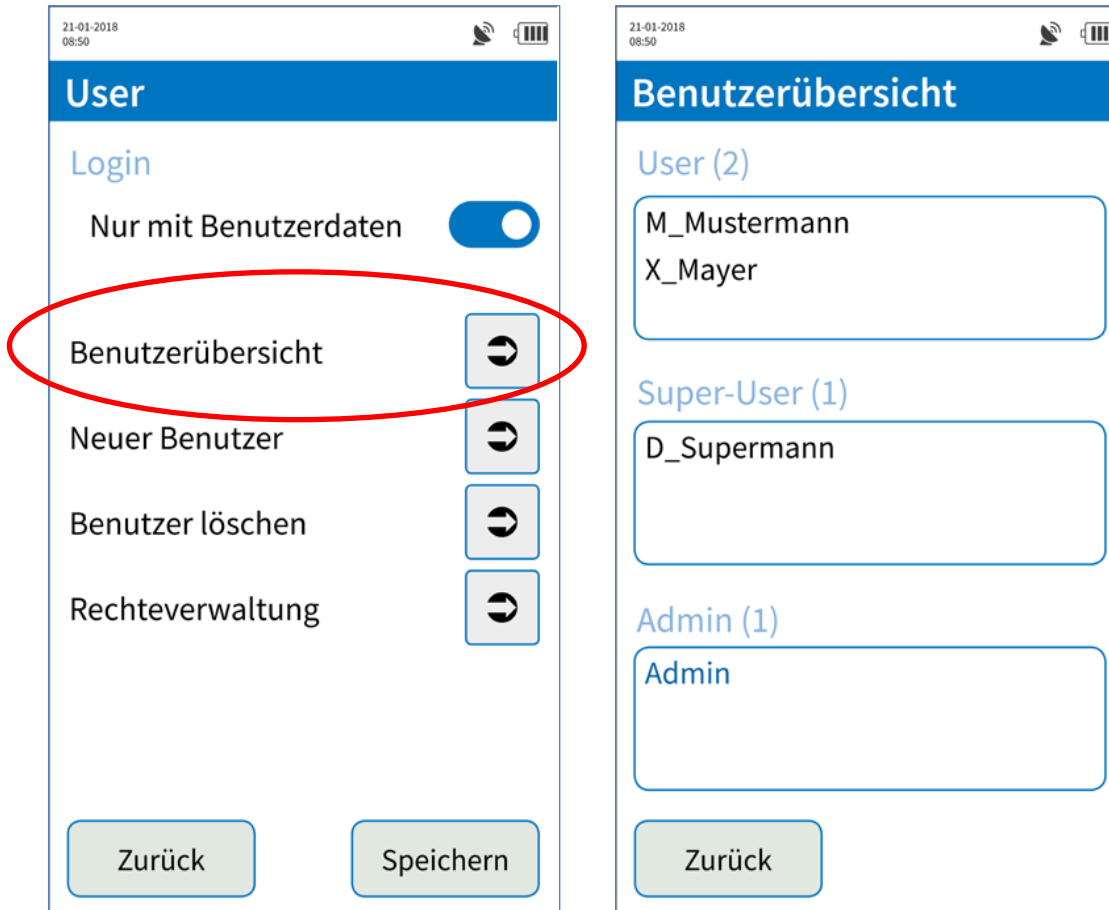 21-01-2018
08:50
User
Login
Nur mit Benutzerdaten
Benutzerübersicht
Neuer Benutzer
Benutzer löschen
Rechteverwaltung
Zurück
Speichern
21-01-2018
08:50
Benutzerübersicht
User (2)
M_Mustermann
X_Mayer
Super-User (1)
D_Supermann
Admin (1)
Admin
Zurück